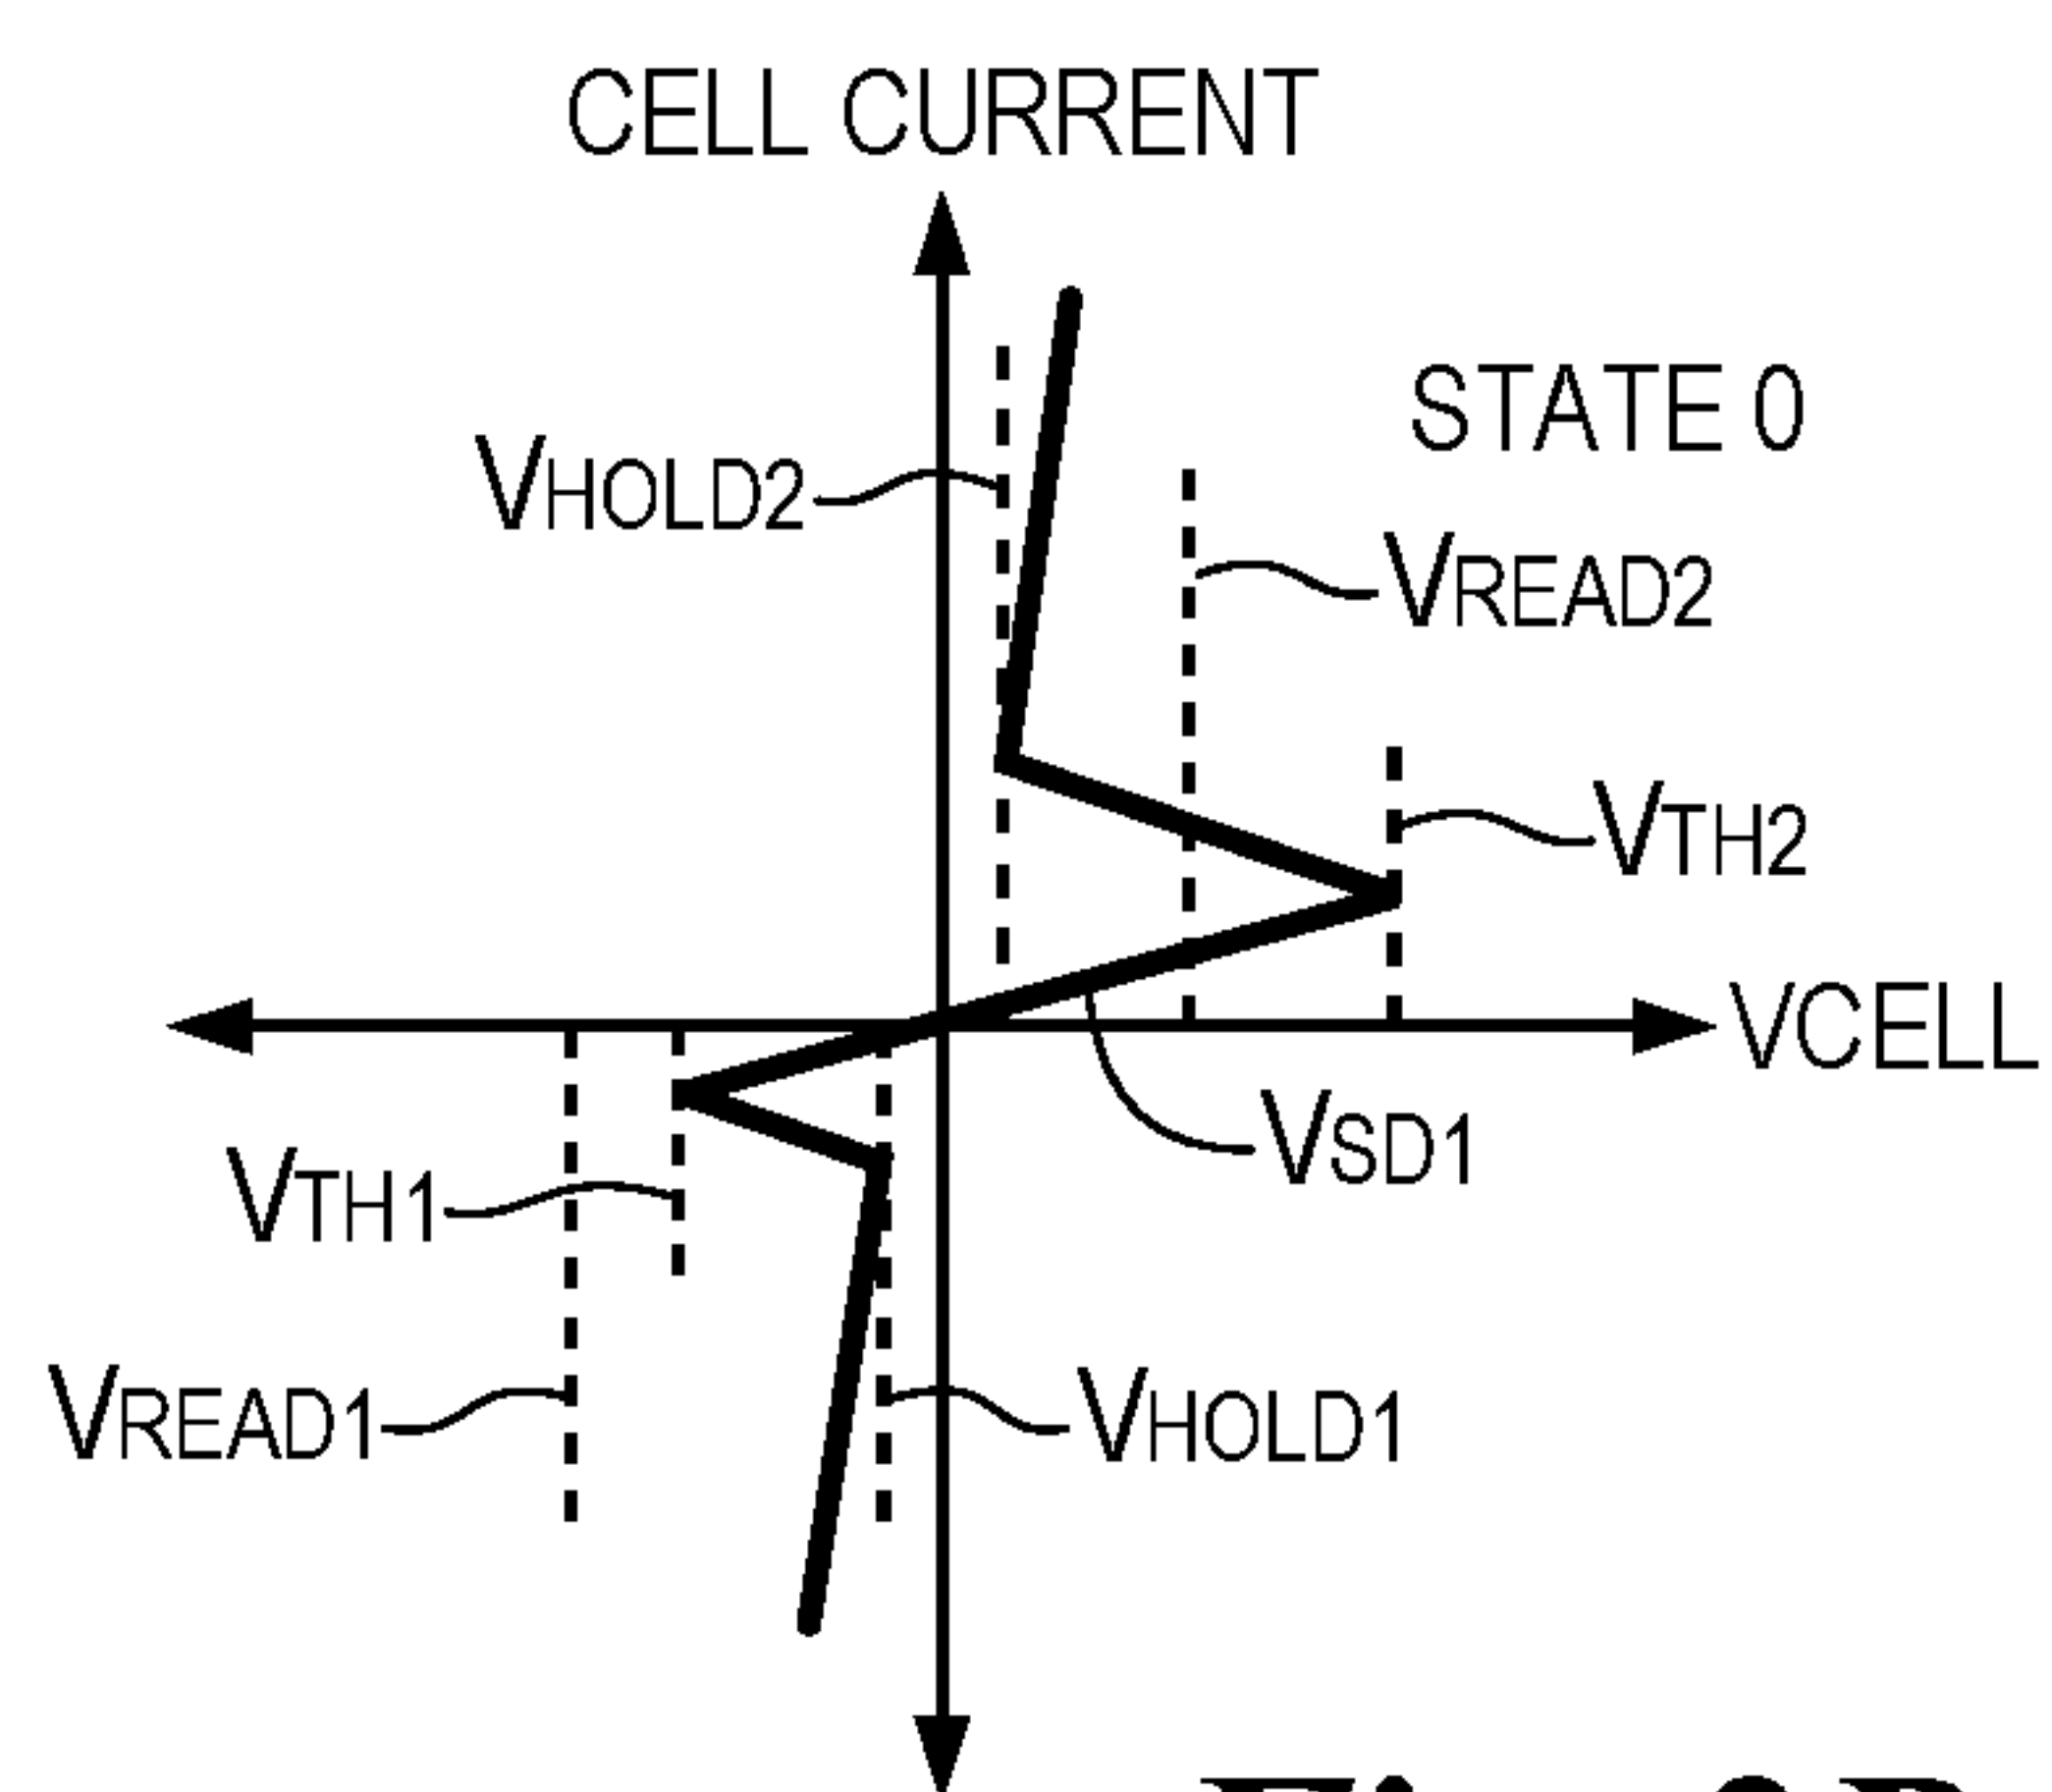 CELL CURRENT
STATE 0
VHOLD2
VREAD2
VTH2
VCELL
VSD1
VTH1
VREAD1
VHOLD1